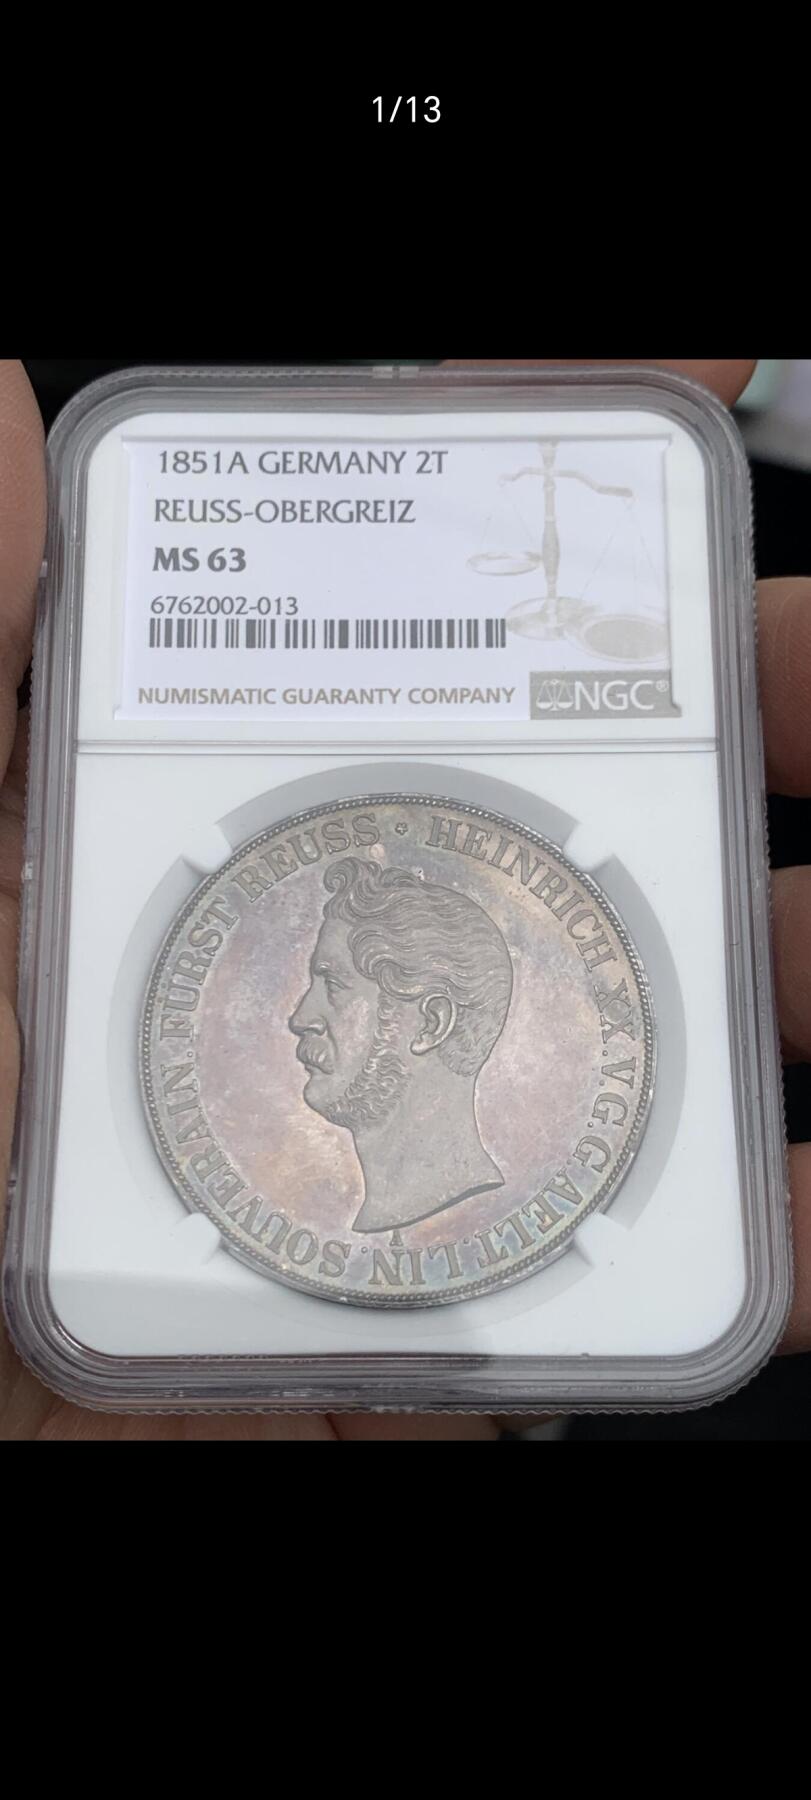 1/13
1851A GERMANY 2T
REUSS-OBERGREIZ
MS 63
6762002-013
NUMISMATIC GUARANTY COMPANY NGC®
HEINRICH XX.V.G.G.AELT.LIN.SOUVERAIN.FÜRST REUSS
A